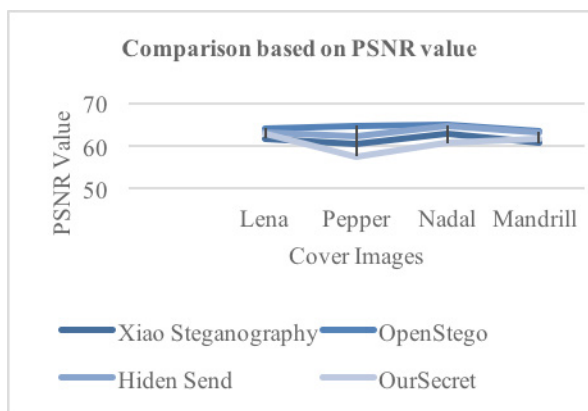 Comparison based on PSNR value
PSNR Value
70
60
50
Lena Pepper Nadal Mandrill
Cover Images
Xiao Steganography OpenStego
Hiden Send OurSecret